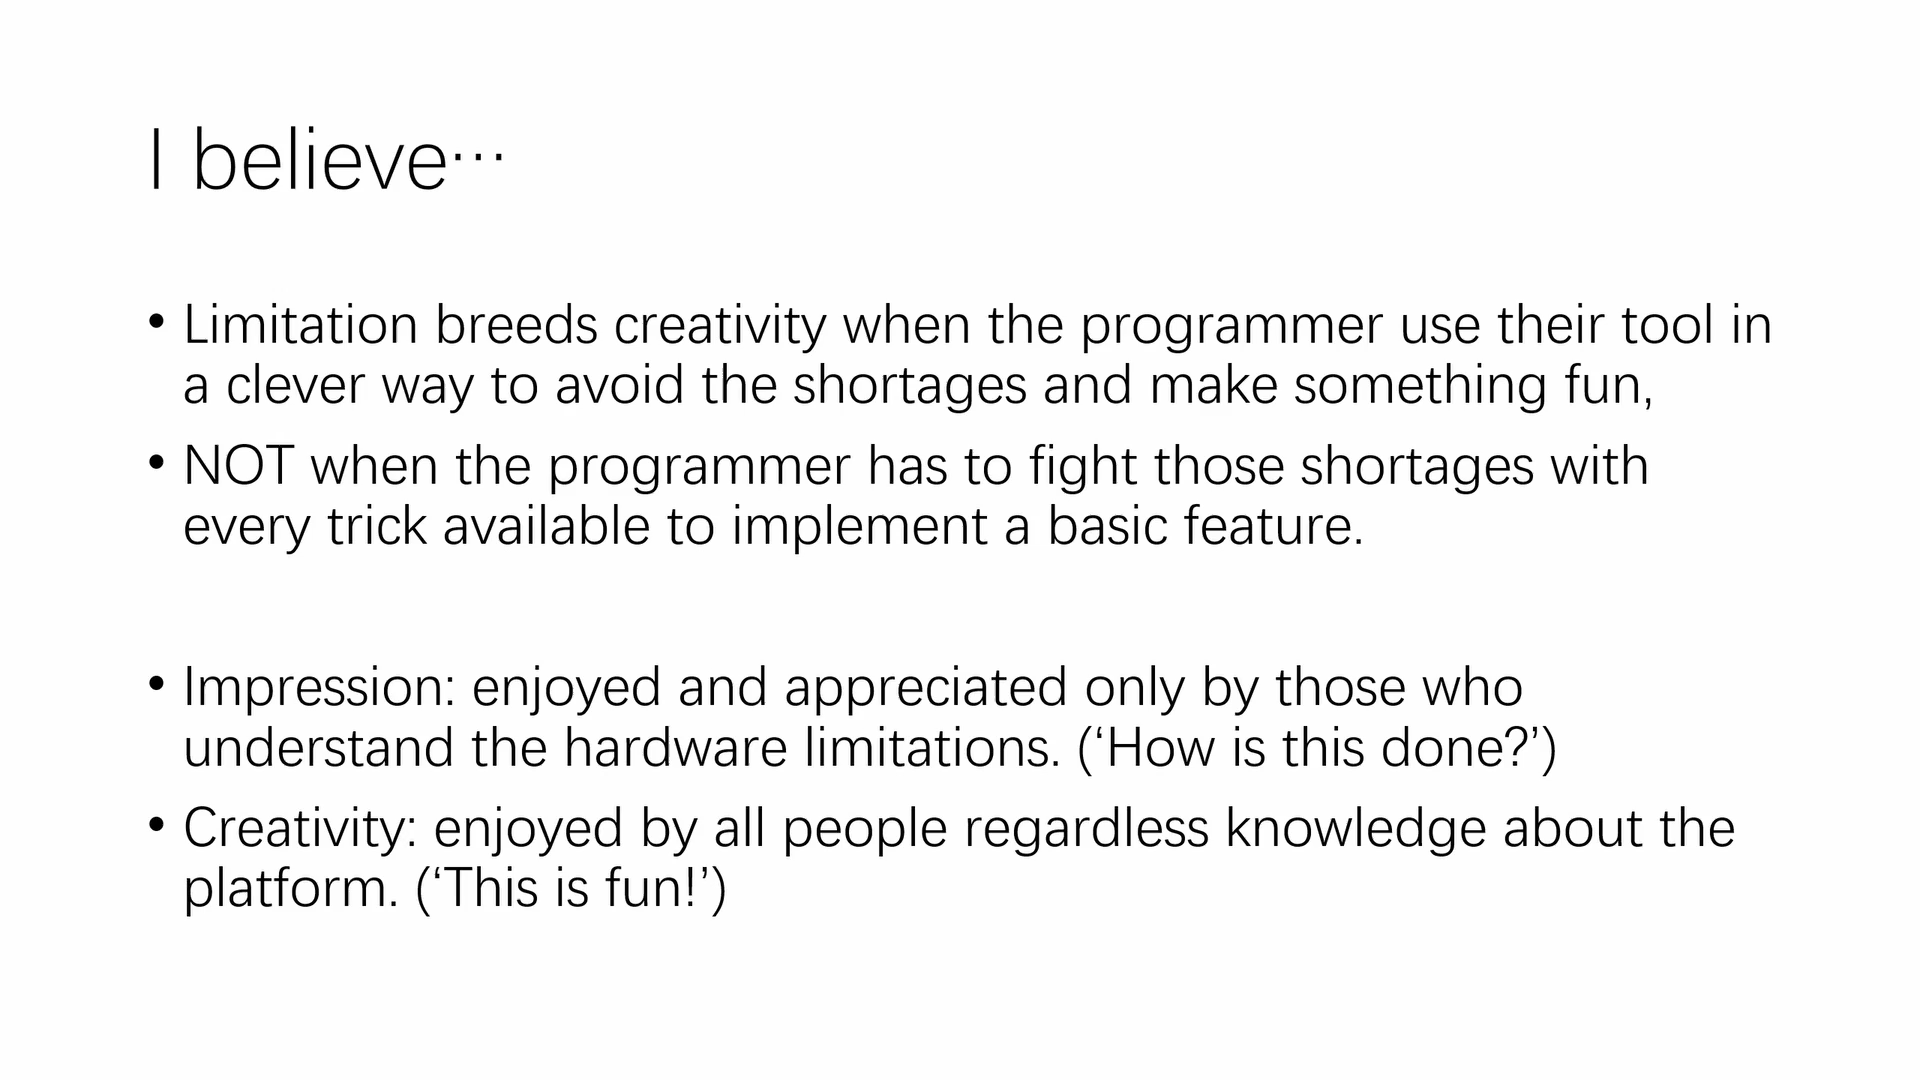 I believe…
• Limitation breeds creativity when the programmer use their tool in
a clever way to avoid the shortages and make something fun,
• NOT when the programmer has to fight those shortages with
every trick available to implement a basic feature.
• Impression: enjoyed and appreciated only by those who
understand the hardware limitations. (‘How is this done?’)
• Creativity: enjoyed by all people regardless knowledge about the
platform. (‘This is fun!’)